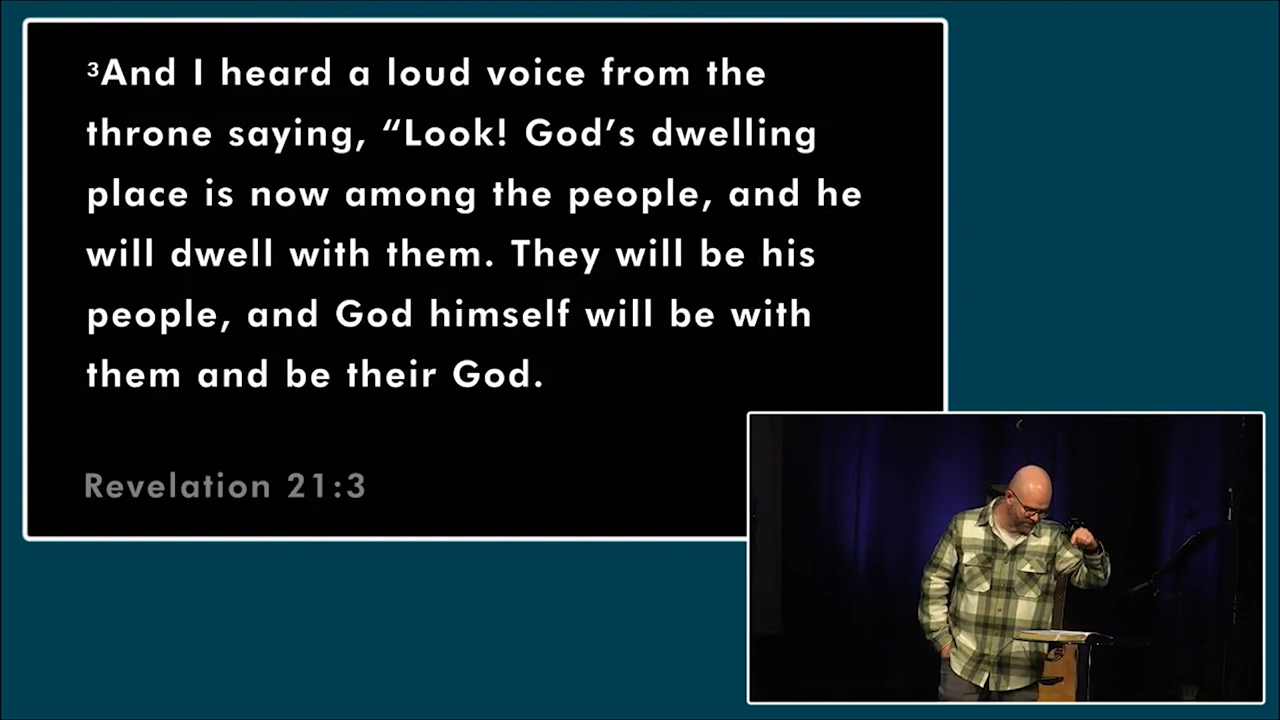 ³And I heard a loud voice from the
throne saying, “Look! God’s dwelling
place is now among the people, and he
will dwell with them. They will be his
people, and God himself will be with
them and be their God.
Revelation 21:3